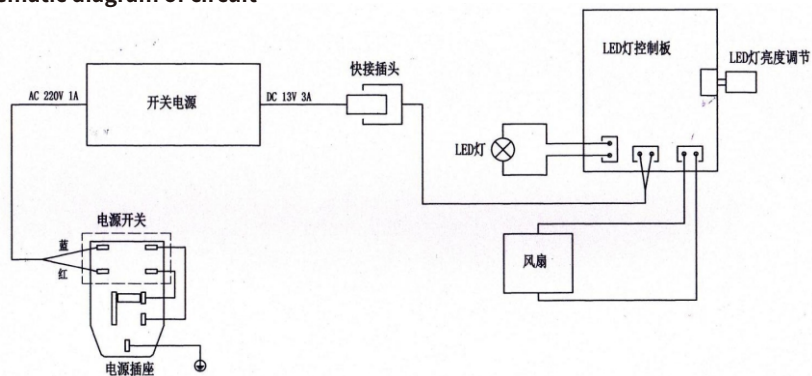 ematic diagram of circuit
AC 220V 1A
开关电源
DC 13V 3A
快接插头
LED灯控制板
LED灯亮度调节
LED灯
风扇
电源开关
蓝
红
电源插座